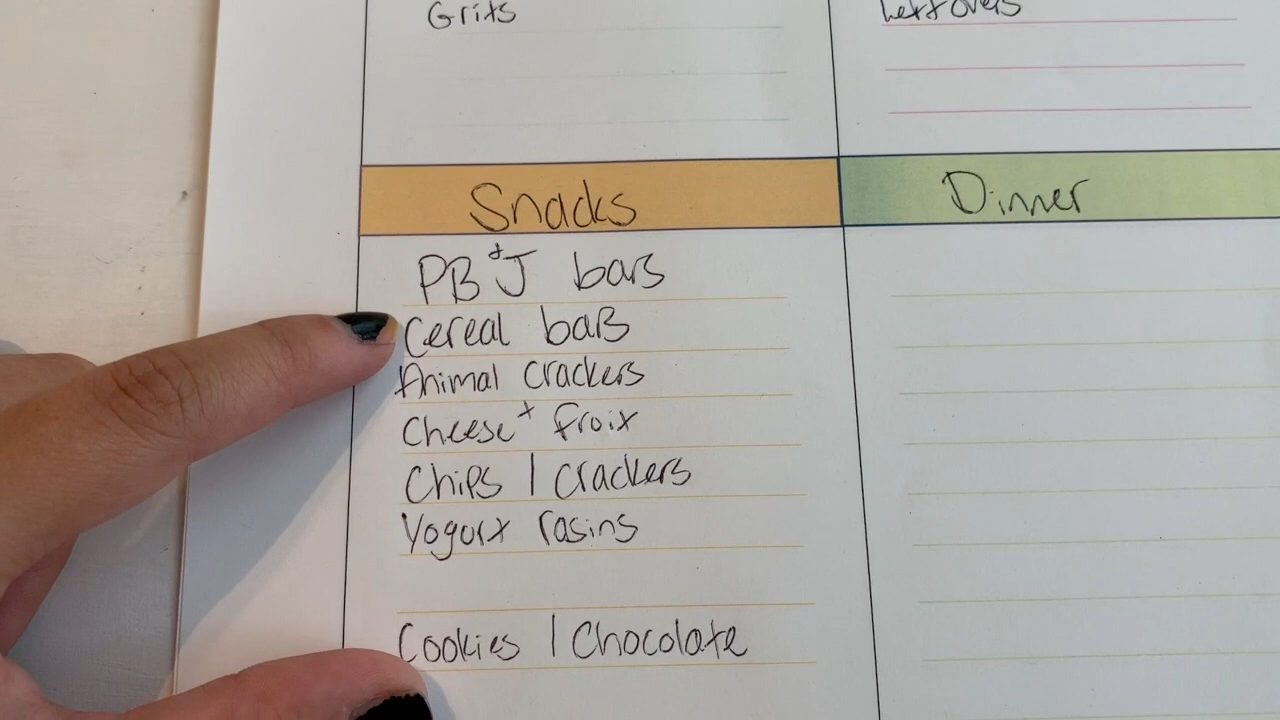 Grits
Leftovers
Snacks
PB+J bars
Cereal bars
Animal crackers
Cheese + Fruit
Chips | crackers
Yogurt rasins
Cookies | Chocolate
Dinner